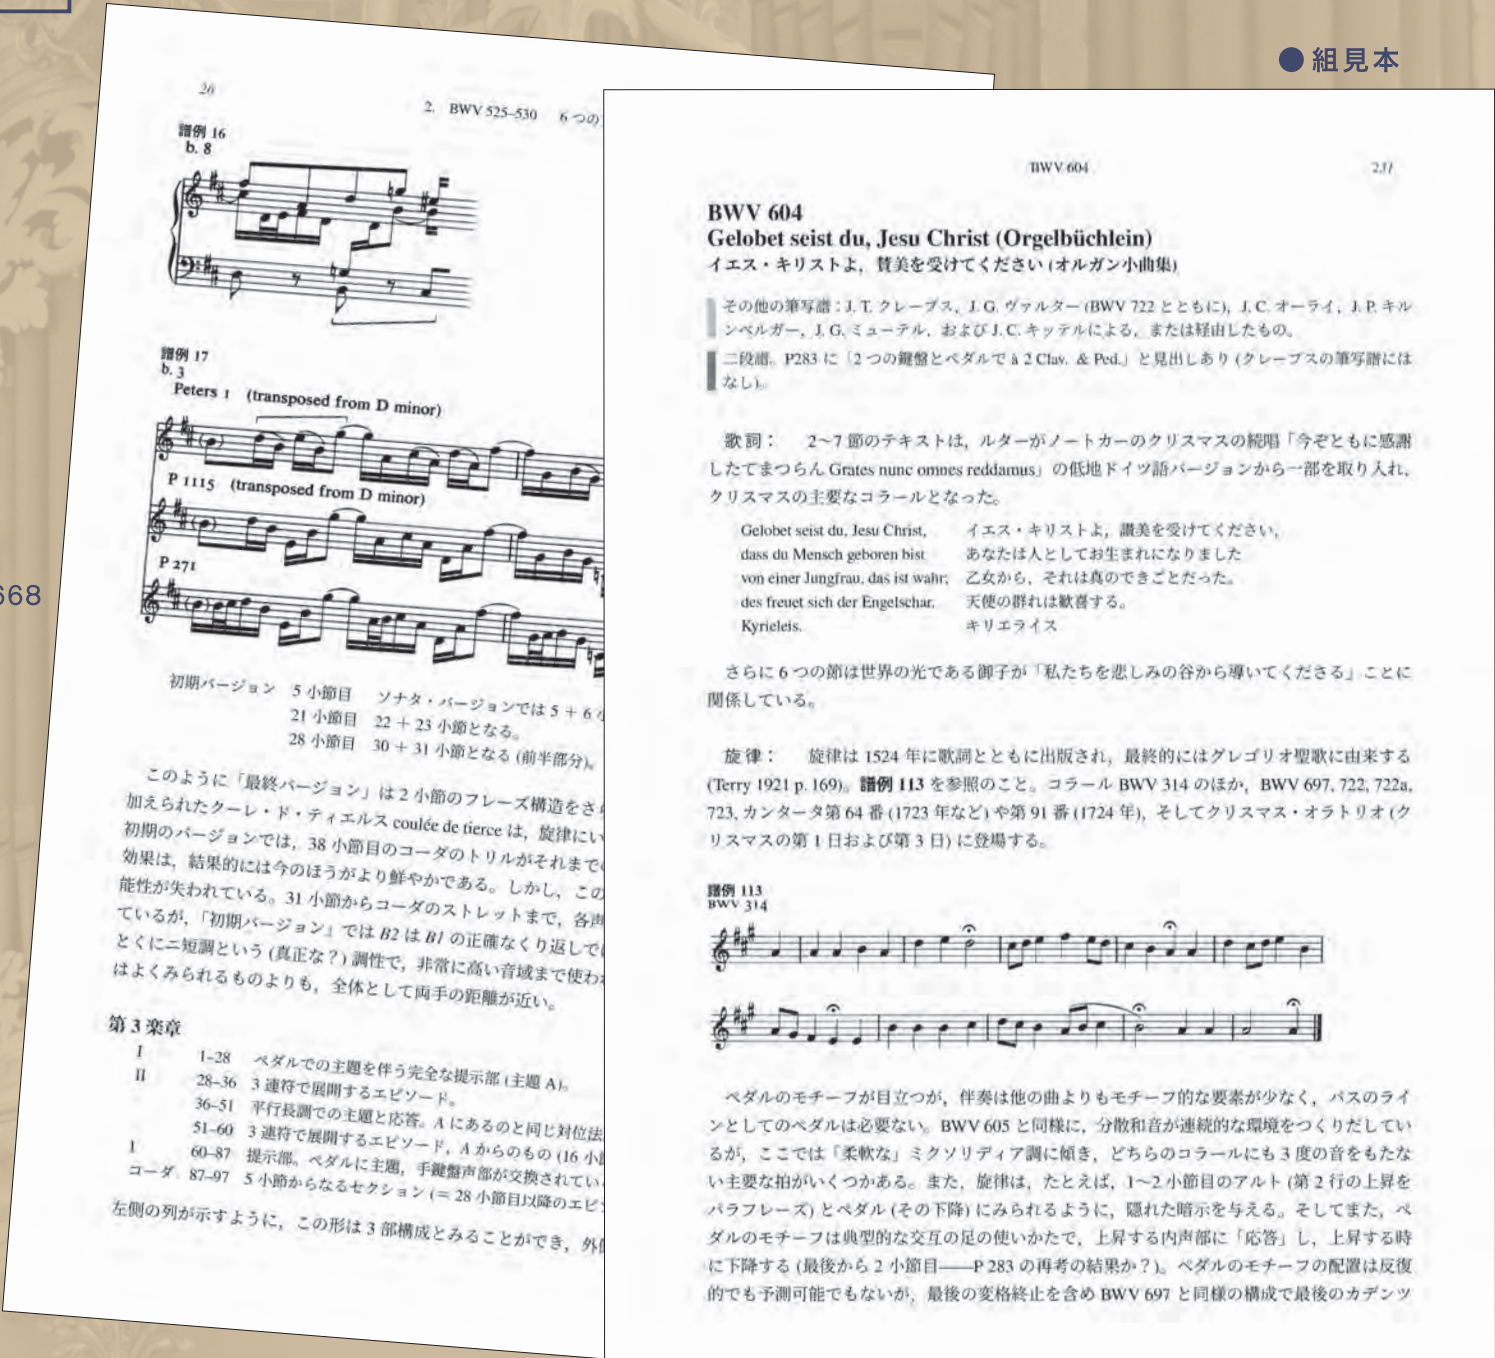 ●組見本
668
20
2. BWV 525–530 6つの
譜例 16
b. 8
譜例 17
b. 3
Peters 1 (transposed from D minor)
P 1115 (transposed from D minor)
P 271
初期バージョン 5 小節目 ソナタ・バージョンでは 5 + 6
21 小節目 22 + 23 小節となる。
28 小節目 30 + 31 小節となる (前半部分)。
このように「最終バージョン」は 2 小節のフレーズ構造をさ
加えられたクーレ・ド・ティエルス coulée de tierce は，旋律にい
初期のバージョンでは，38 小節目のコーダのトリルがそれまで
効果は，結果的には今のほうがより鮮やかである。しかし，この
能性が失われている。31 小節からコーダのストレットまで，各声
ているが，「初期バージョン」では B2 は B1 の正確なくり返しで
とくにニ短調という (真正な？) 調性で，非常に高い音域まで使わ
はよくみられるものよりも，全体として両手の距離が近い。
第 3 楽章
I 1–28 ペダルでの主題を伴う完全な提示部 (主題 A)。
II 28–36 3 連符で展開するエピソード。
36–51 平行長調での主題と応答。A にあるのと同じ対位法
51–60 3 連符で展開するエピソード，A からのもの (16 小
I 60–87 提示部。ペダルに主題，手鍵盤声部が交換されてい
コーダ 87–97 5 小節からなるセクション (= 28 小節目以降のエピ
左側の列が示すように，この形は 3 部構成とみることができ，外
BWV 604 231
BWV 604
Gelobet seist du, Jesu Christ (Orgelbüchlein)
イエス・キリストよ，賛美を受けてください (オルガン小曲集)
その他の筆写譜：J. T. クレープス，J. G. ヴァルター (BWV 722 とともに)，J. C. オーライ，J. P. キル
ンベルガー，J. G. ミューテル，および J. C. キッテルによる，または経由したもの。
二段譜。P283 に「2 つの鍵盤とペダルで à 2 Clav. & Ped.」と見出しあり (クレープスの筆写譜には
なし)。
歌詞： 2〜7 節のテキストは，ルターがノートカーのクリスマスの続唱「今ぞともに感謝
したてまつらん Grates nunc omnes reddamus」の低地ドイツ語バージョンから一部を取り入れ，
クリスマスの主要なコラールとなった。
Gelobet seist du, Jesu Christ, イエス・キリストよ，讃美を受けてください，
dass du Mensch geboren bist あなたは人としてお生まれになりました
von einer Jungfrau, das ist wahr; 乙女から，それは真のできごとだった。
des freuet sich der Engelschar. 天使の群れは歓喜する。
Kyrieleis. キリエライス
さらに 6 つの節は世界の光である御子が「私たちを悲しみの谷から導いてくださる」ことに
関係している。
旋律： 旋律は 1524 年に歌詞とともに出版され，最終的にはグレゴリオ聖歌に由来する
(Terry 1921 p. 169)。譜例 113 を参照のこと。コラール BWV 314 のほか，BWV 697, 722, 722a,
723, カンタータ第 64 番 (1723 年など) や第 91 番 (1724 年)，そしてクリスマス・オラトリオ (ク
リスマスの第 1 日および第 3 日) に登場する。
譜例 113
BWV 314
ペダルのモチーフが目立つが，伴奏は他の曲よりもモチーフ的な要素が少なく，バスのライ
ンとしてのペダルは必要ない。BWV 605 と同様に，分散和音が連続的な環境をつくりだしてい
るが，ここでは「柔軟な」ミクソリディア調に傾き，どちらのコラールにも 3 度の音をもたな
い主要な拍がいくつかある。また，旋律は，たとえば，1〜2 小節目のアルト (第 2 行の上昇を
パラフレーズ) とペダル (その下降) にみられるように，隠れた暗示を与える。そしてまた，ペ
ダルのモチーフは典型的な交互の足の使いかたで，上昇する内声部に「応答」し，上昇する時
に下降する (最後から 2 小節目――P 283 の再考の結果か？)。ペダルのモチーフの配置は反復
的でも予測可能でもないが，最後の変格終止を含め BWV 697 と同様の構成で最後のカデンツ